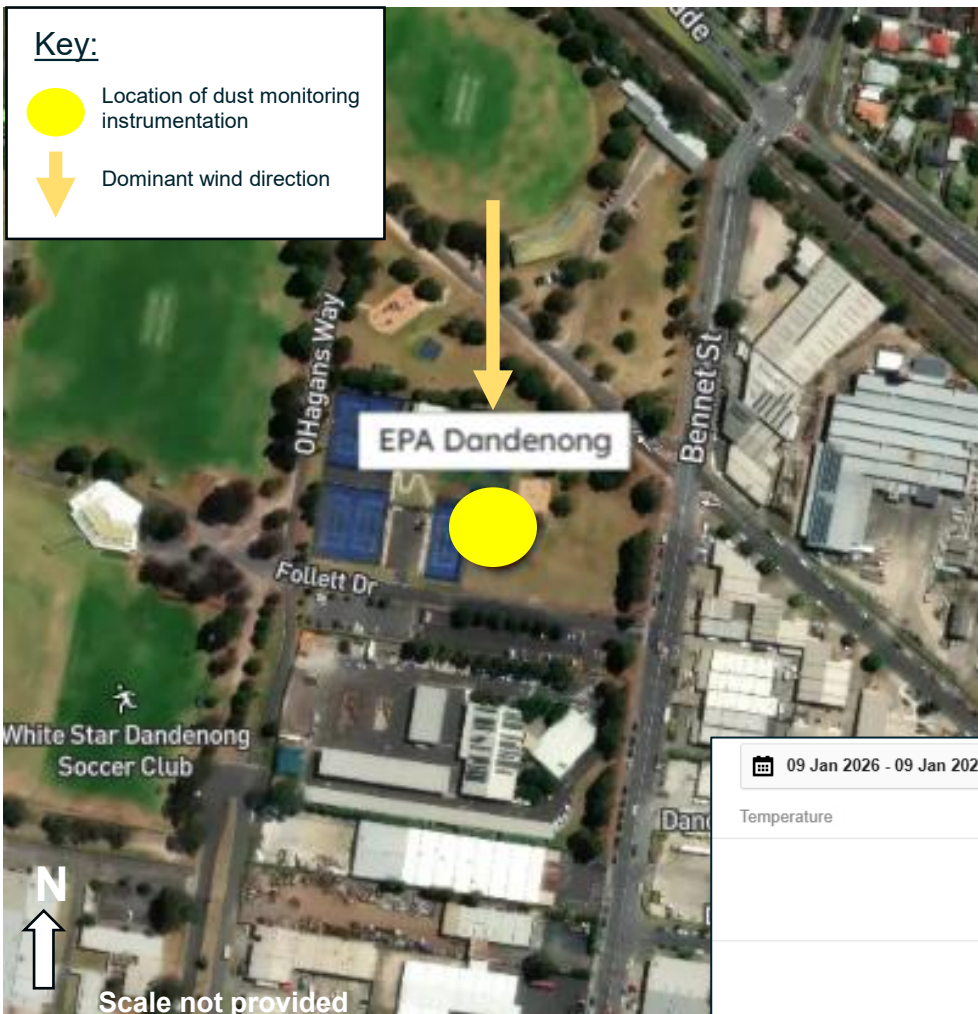 Key:
Location of dust monitoring
instrumentation
Dominant wind direction
OHagans Way
Bennet St
EPA Dandenong
Follett Dr
White Star Dandenong
Soccer Club
09 Jan 2026 - 09 Jan 202
Temperature
N
Scale not provided